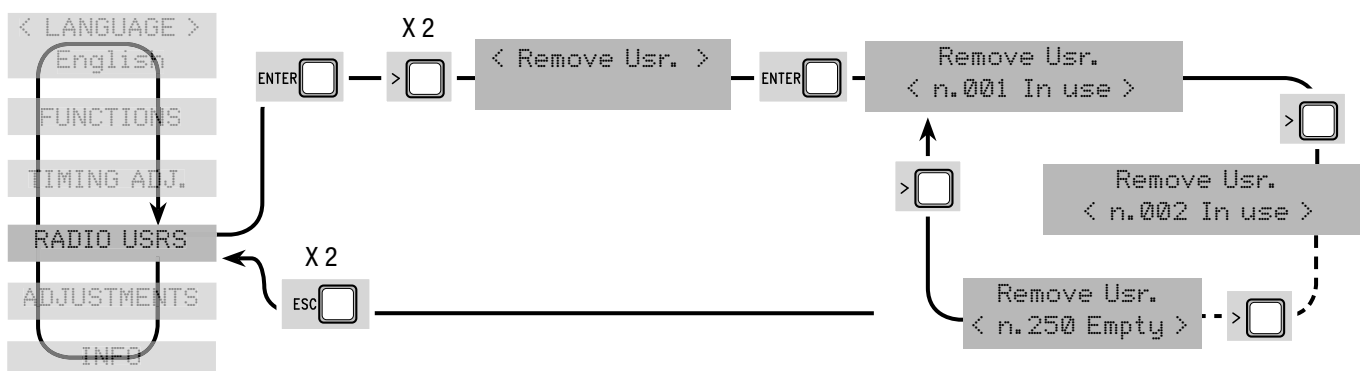 < LANGUAGE >
English
FUNCTIONS
TIMING ADJ.
RADIO USRS
ADJUSTMENTS
INFO
ENTER
X 2
>
< Remove Usr. >
ENTER
Remove Usr.
< n.001 In use >
>
Remove Usr.
< n.002 In use >
>
Remove Usr.
< n.250 Empty >
>
X 2
ESC